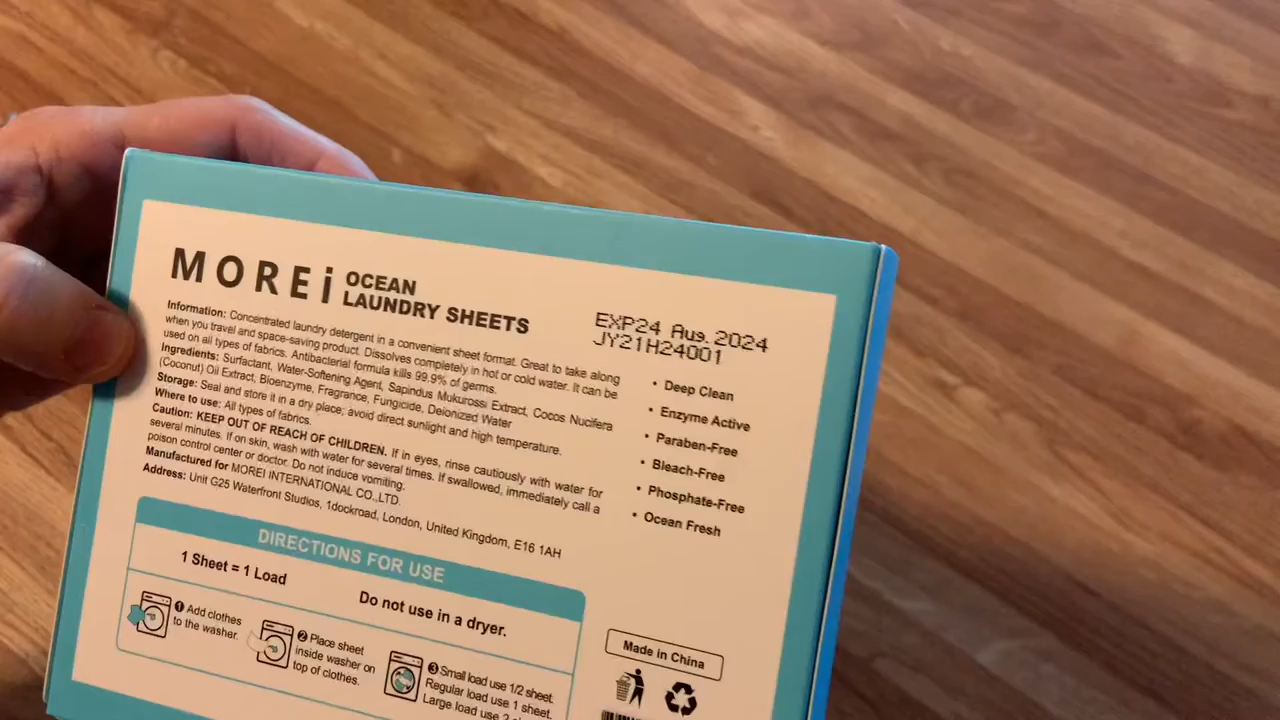 MOREi OCEAN
LAUNDRY SHEETS
EXP24 Aug. 2024
JY21H24001
Information: Concentrated laundry detergent in a convenient sheet format. Great to take along
when you travel and space-saving product. Dissolves completely in hot or cold water. It can be
used on all types of fabrics. Antibacterial formula kills 99.9% of germs.
Ingredients: Surfactant, Water-Softening Agent, Sapindus Mukurossi Extract, Cocos Nucifera
(Coconut) Oil Extract, Bioenzyme, Fragrance, Fungicide, Deionized Water
Storage: Seal and store it in a dry place; avoid direct sunlight and high temperature.
Where to use: All types of fabrics.
Caution: KEEP OUT OF REACH OF CHILDREN. If in eyes, rinse cautiously with water for
several minutes. If on skin, wash with water for several times. If swallowed, immediately call a
poison control center or doctor. Do not induce vomiting.
Manufactured for MOREI INTERNATIONAL CO.,LTD.
Address: Unit G25 Waterfront Studios, 1dockroad, London, United Kingdom, E16 1AH
• Deep Clean
• Enzyme Active
• Paraben-Free
• Bleach-Free
• Phosphate-Free
• Ocean Fresh
DIRECTIONS FOR USE
1 Sheet = 1 Load
Do not use in a dryer.
1 Add clothes
to the washer.
2 Place sheet
inside washer on
top of clothes.
3 Small load use 1/2 sheet.
Regular load use 1 sheet.
Large load use 2
Made in China